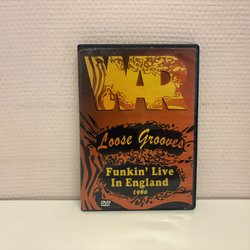 WAR
Loose Grooves
Funkin' Live
In England
1980
DVD